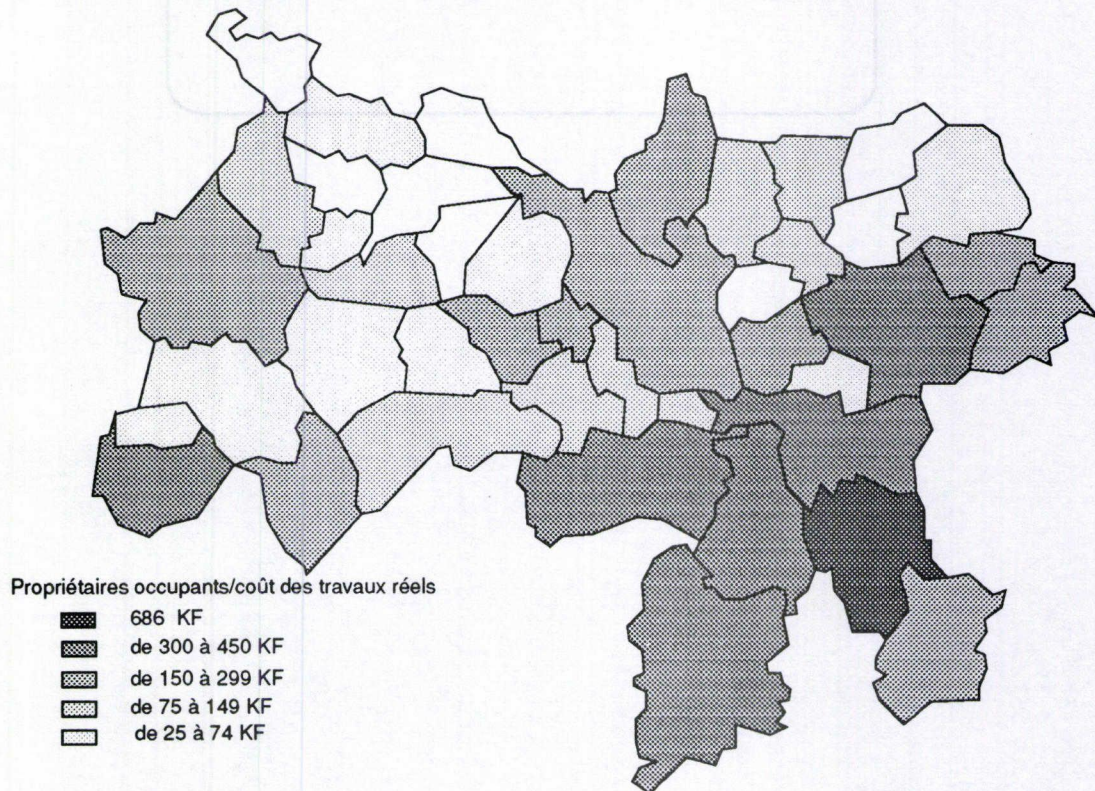 Propriétaires occupants/coût des travaux réels
686 KF
de 300 à 450 KF
de 150 à 299 KF
de 75 à 149 KF
de 25 à 74 KF